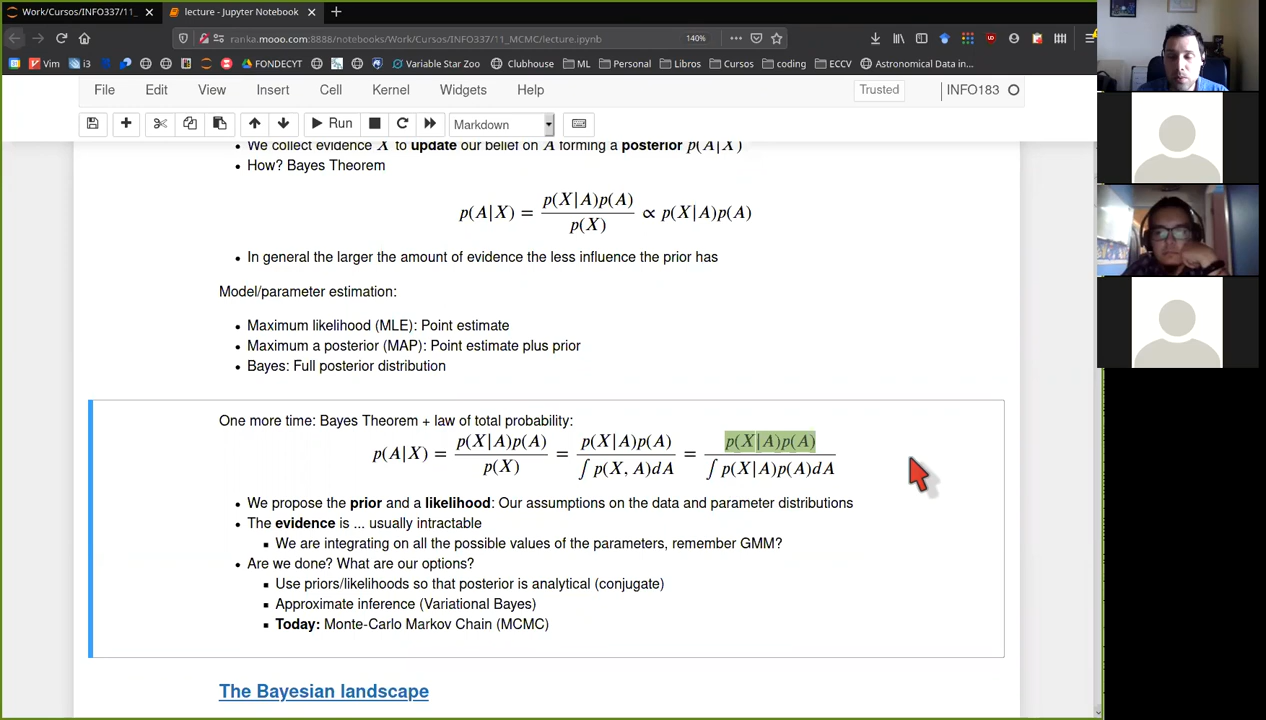 Work/Cursos/INFO337/11_
lecture - Jupyter Notebook
ranka.mooo.com:8888/notebooks/Work/Cursos/INFO337/11_MCMC/lecture.ipynb
140%
Vim
i3
FONDECYT
Variable Star Zoo
Clubhouse
ML
Personal
Libros
Cursos
coding
ECCV
Astronomical Data in...
File Edit View Insert Cell Kernel Widgets Help
Trusted
INFO183
Run
Markdown
• We collect evidence X to update our belief on A forming a posterior p(A|X)
• How? Bayes Theorem
p(A|X) = p(X|A)p(A) / p(X) ∝ p(X|A)p(A)
• In general the larger the amount of evidence the less influence the prior has
Model/parameter estimation:
• Maximum likelihood (MLE): Point estimate
• Maximum a posterior (MAP): Point estimate plus prior
• Bayes: Full posterior distribution
One more time: Bayes Theorem + law of total probability:
p(A|X) = p(X|A)p(A) / p(X) = p(X|A)p(A) / ∫ p(X, A)dA = p(X|A)p(A) / ∫ p(X|A)p(A)dA
• We propose the prior and a likelihood: Our assumptions on the data and parameter distributions
• The evidence is ... usually intractable
▪ We are integrating on all the possible values of the parameters, remember GMM?
• Are we done? What are our options?
▪ Use priors/likelihoods so that posterior is analytical (conjugate)
▪ Approximate inference (Variational Bayes)
▪ Today: Monte-Carlo Markov Chain (MCMC)
The Bayesian landscape